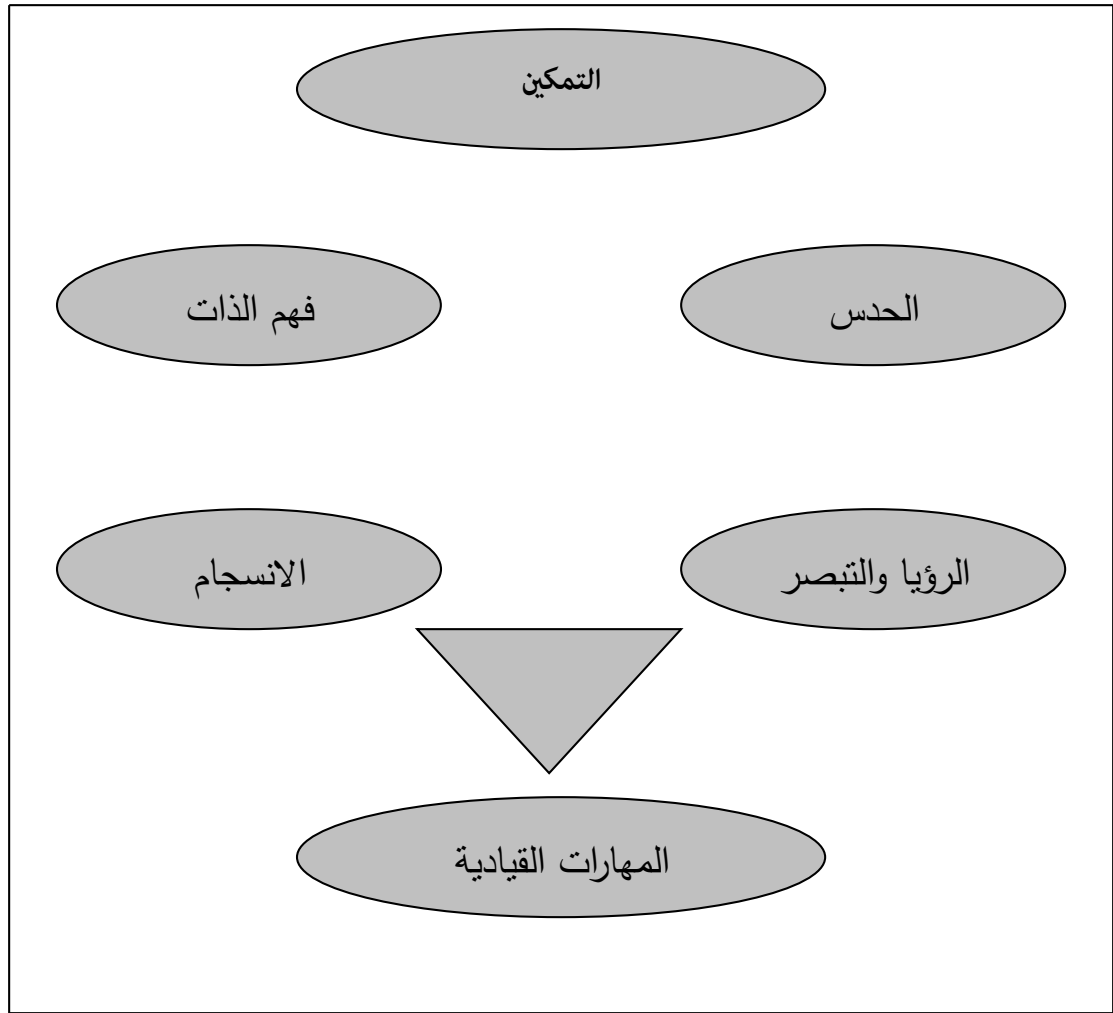 التمكين
الحدس
فهم الذات
الرؤيا والتبصر
الانسجام
المهارات القيادية